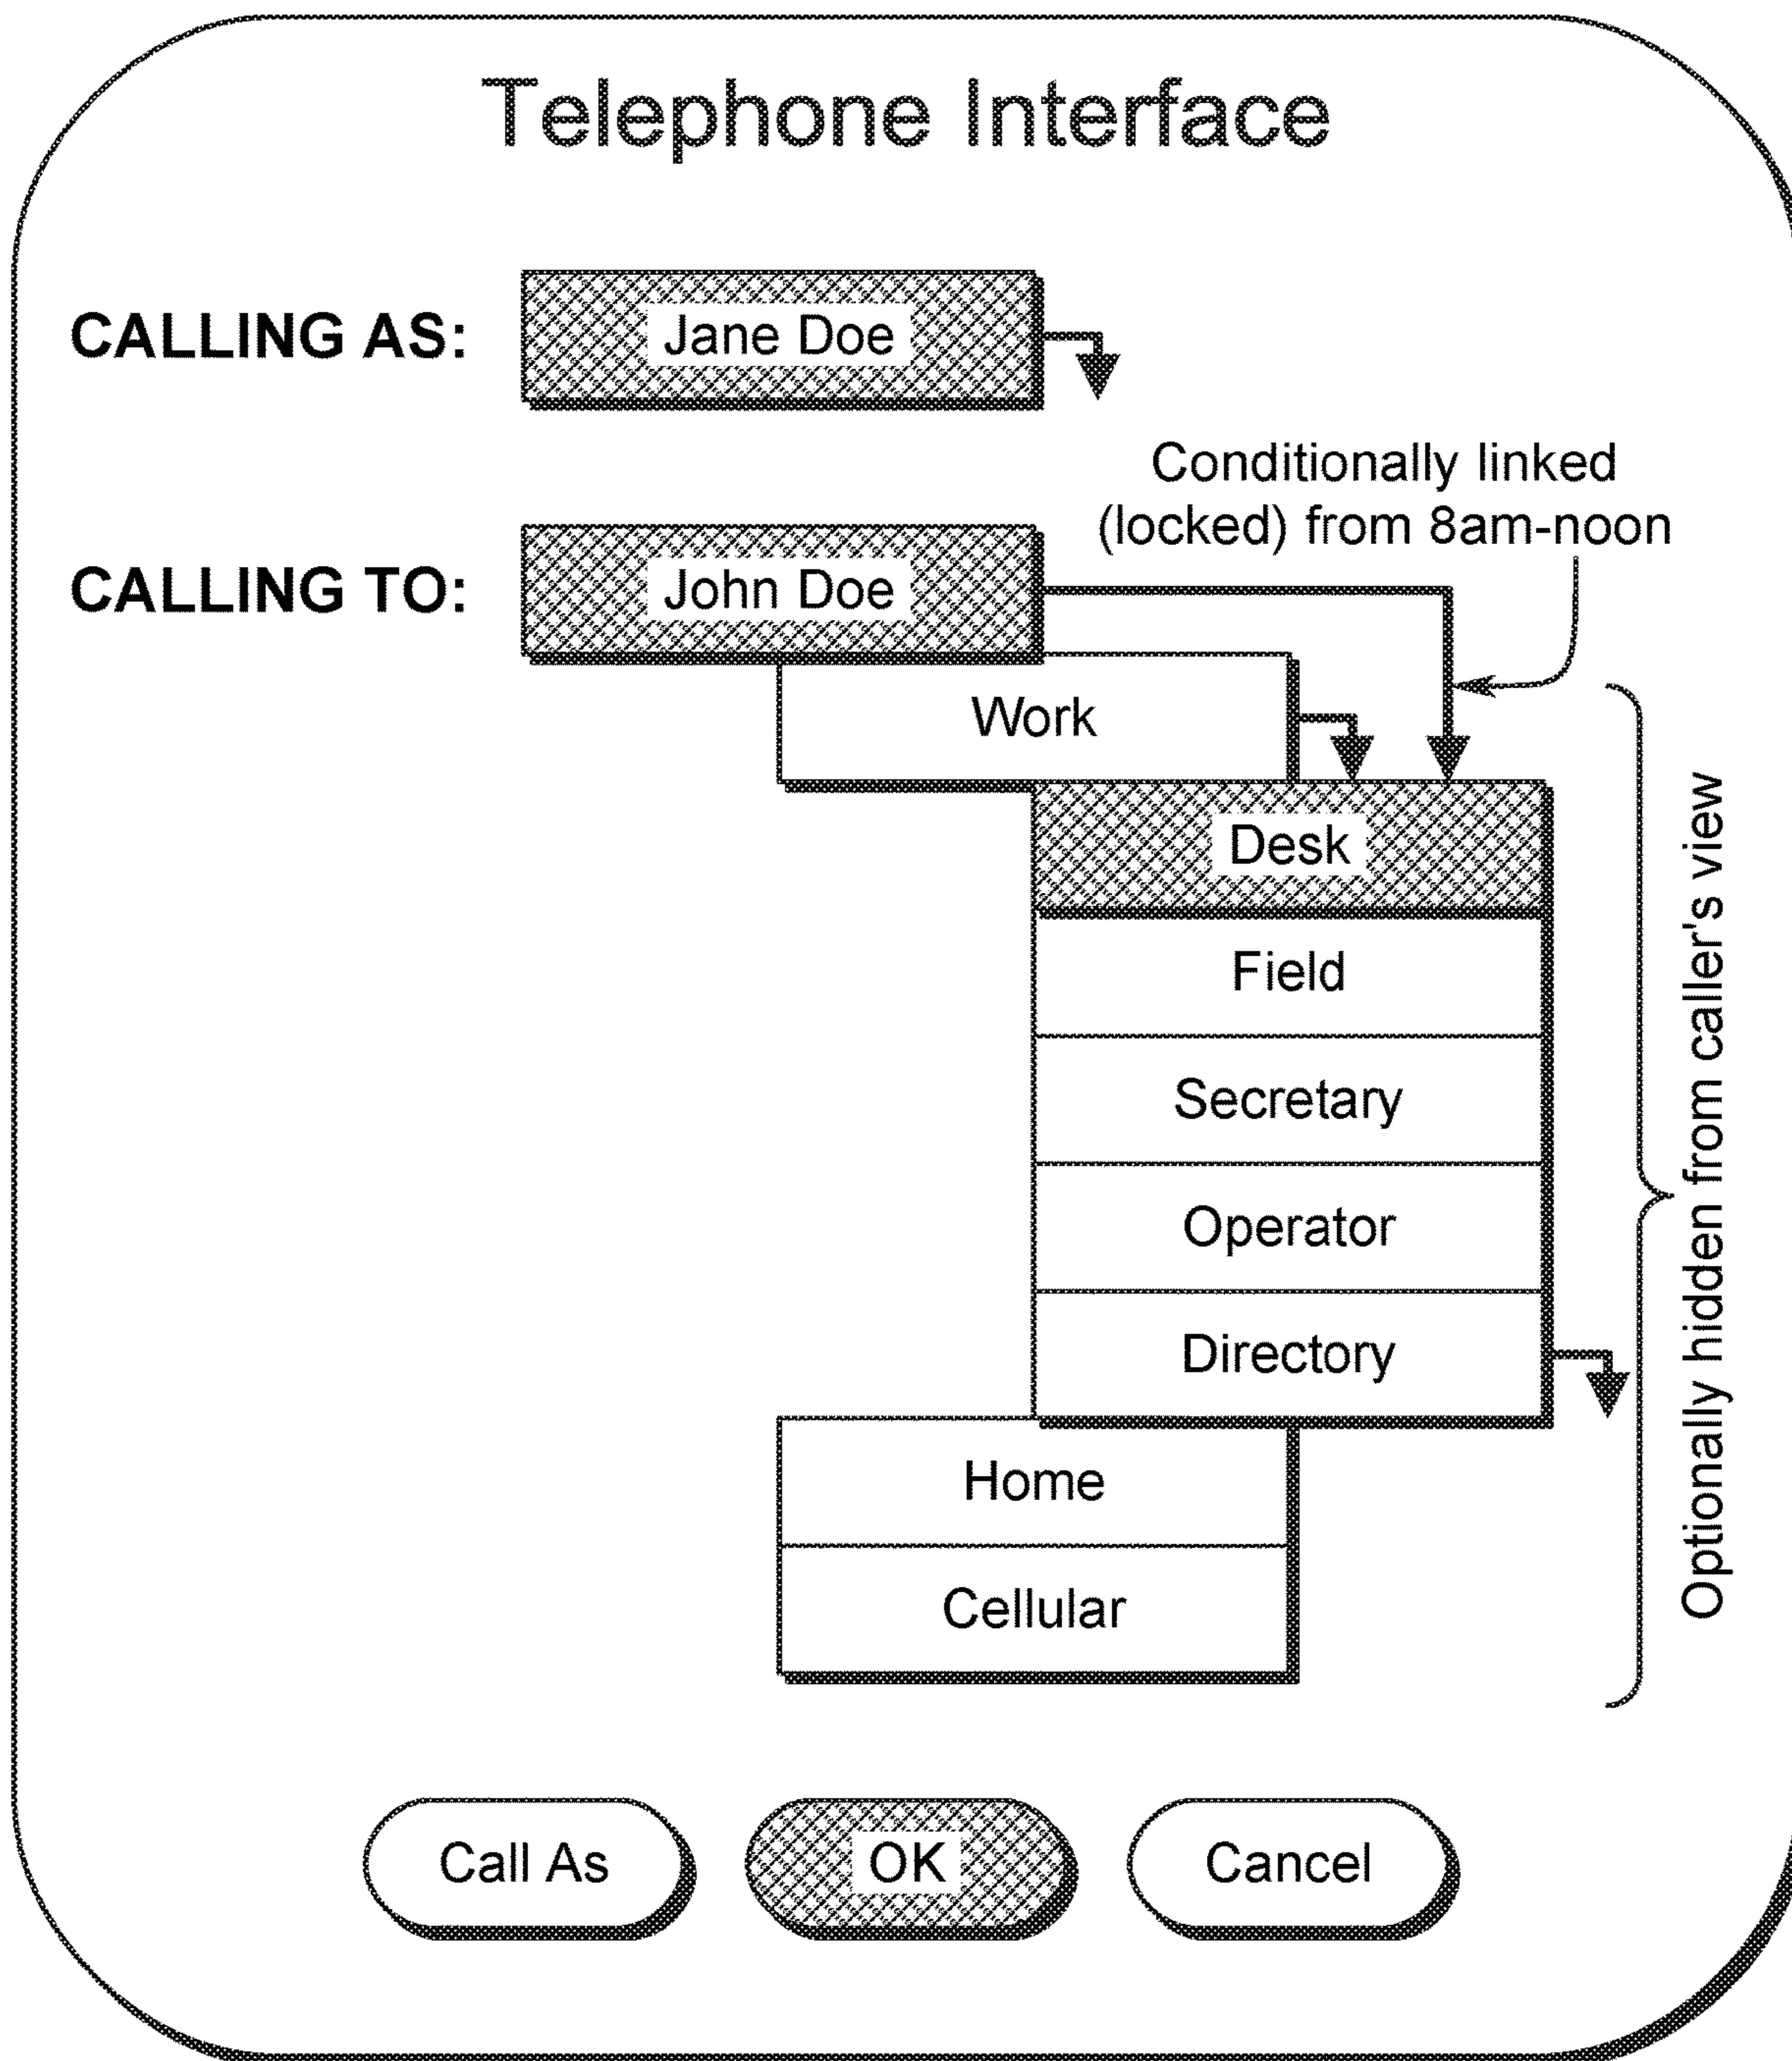 Telephone Interface
CALLING AS:
Jane Doe
Conditionally linked
(locked) from 8am-noon
CALLING TO:
John Doe
Work
Desk
Field
Secretary
Operator
Directory
Home
Cellular
Optionally hidden from caller's view
Call As
OK
Cancel